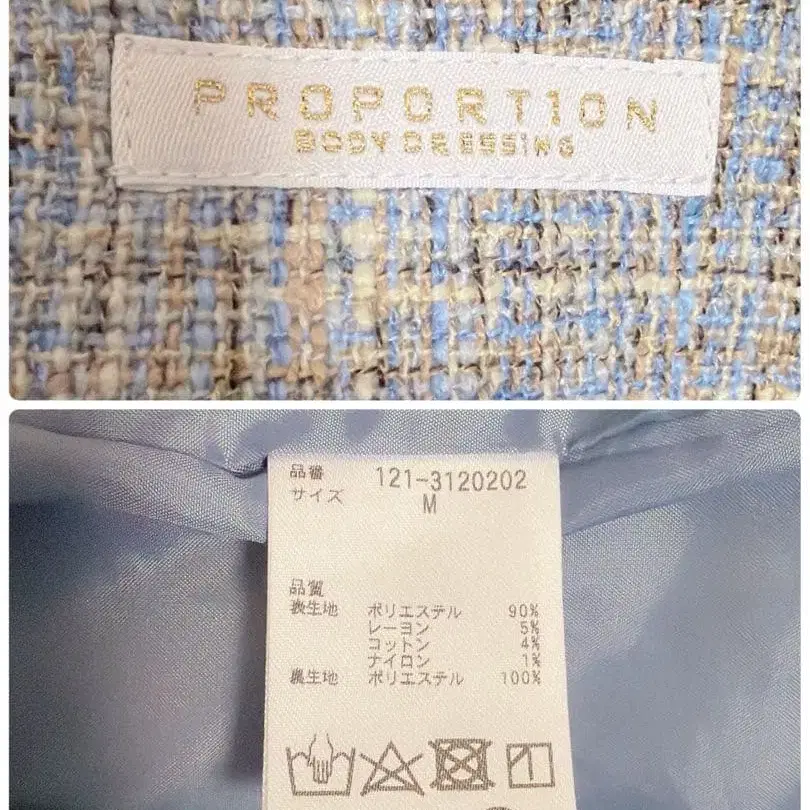 PROPORT1ON
BODY DRESSING
品番 121-3120202
サイズ M
品質
表生地 ポリエステル 90%
レーヨン 5%
コットン 4%
ナイロン 1%
裏生地 ポリエステル 100%